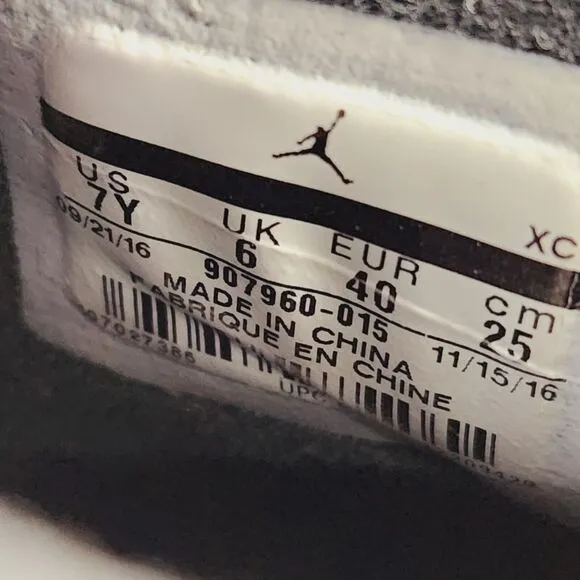 XC
US UK EUR cm
7Y 6 40 25
09/21/16 907960-015 11/15/16
MADE IN CHINA
FABRIQUE EN CHINE
UPC